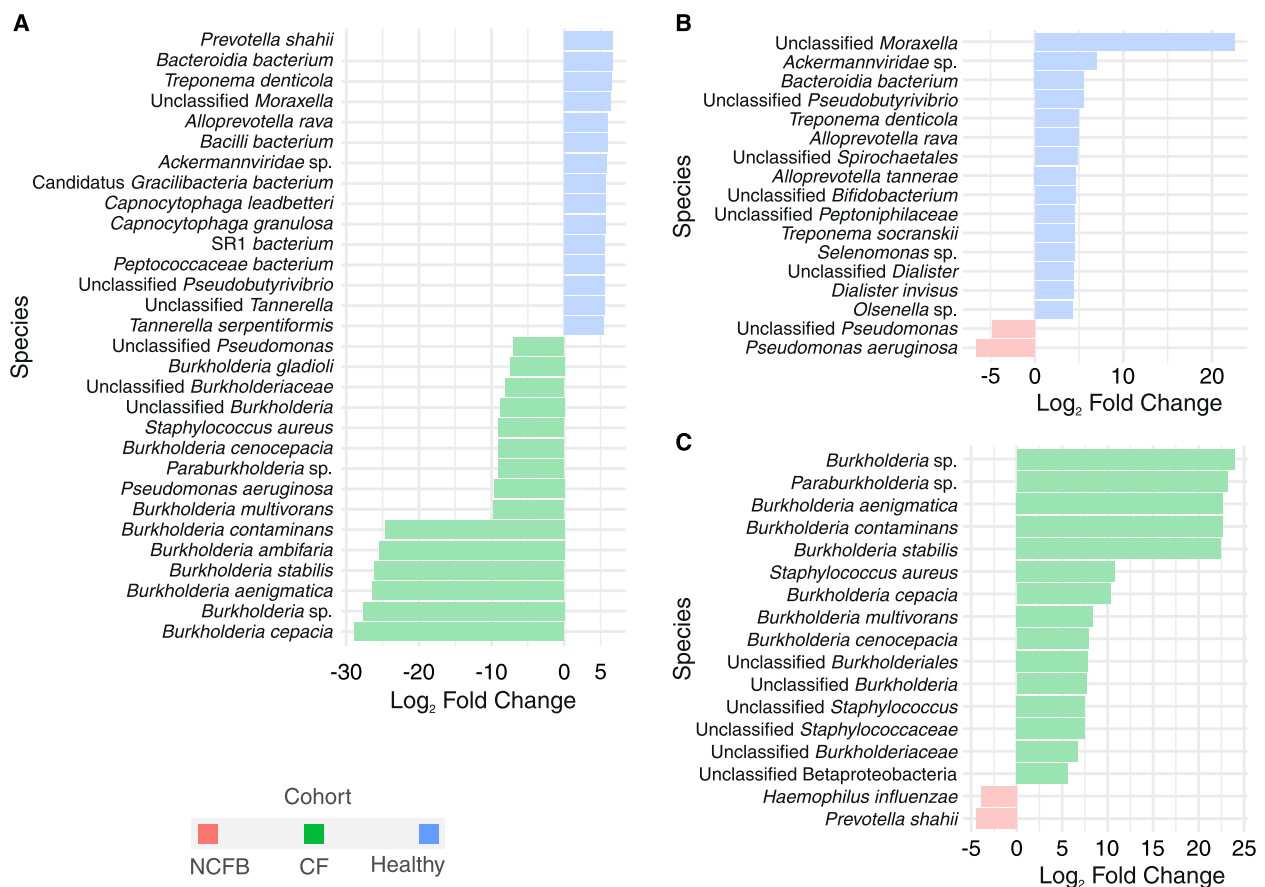 A
Prevotella shahii
Bacteroidia bacterium
Treponema denticola
Unclassified Moraxella
Alloprevotella rava
Bacilli bacterium
Ackermannviridae sp.
Candidatus Gracilibacteria bacterium
Capnocytophaga leadbetteri
Capnocytophaga granulosa
SR1 bacterium
Peptococcaceae bacterium
Unclassified Pseudobutyrivibrio
Unclassified Tannerella
Tannerella serpentiformis
Unclassified Pseudomonas
Burkholderia gladioli
Unclassified Burkholderiaceae
Unclassified Burkholderia
Staphylococcus aureus
Burkholderia cenocepacia
Paraburkholderia sp.
Pseudomonas aeruginosa
Burkholderia multivorans
Burkholderia contaminans
Burkholderia ambifaria
Burkholderia stabilis
Burkholderia aenigmatica
Burkholderia sp.
Burkholderia cepacia
Species
-30 -20 -10 0 5
Log₂ Fold Change
B
Unclassified Moraxella
Ackermannviridae sp.
Bacteroidia bacterium
Unclassified Pseudobutyrivibrio
Treponema denticola
Alloprevotella rava
Unclassified Spirochaetales
Alloprevotella tannerae
Unclassified Bifidobacterium
Unclassified Peptoniphilaceae
Treponema socranskii
Selenomonas sp.
Unclassified Dialister
Dialister invisus
Olsenella sp.
Unclassified Pseudomonas
Pseudomonas aeruginosa
Species
-5 0 10 20
Log₂ Fold Change
C
Burkholderia sp.
Paraburkholderia sp.
Burkholderia aenigmatica
Burkholderia contaminans
Burkholderia stabilis
Staphylococcus aureus
Burkholderia cepacia
Burkholderia multivorans
Burkholderia cenocepacia
Unclassified Burkholderiales
Unclassified Burkholderia
Unclassified Staphylococcus
Unclassified Staphylococcaceae
Unclassified Burkholderiaceae
Unclassified Betaproteobacteria
Haemophilus influenzae
Prevotella shahii
Species
-5 0 5 10 15 20 25
Log₂ Fold Change
Cohort
NCFB CF Healthy